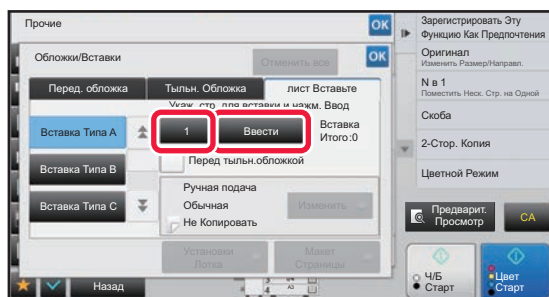 Прочие
OK
Обложки/Вставки
Отменить все
OK
Перед. обложка
Тыльн. Обложка
лист Вставьте
Укаж. стр. для вставки и нажм. Ввод
Вставка Типа A
1
Ввести
Вставка
Итого:0
Вставка Типа B
Перед тыльн.обложкой
Вставка Типа C
Ручная подача
Обычная
Изменить
Не Копировать
Установки
Лотка
Макет
Страницы
Назад
A3
Зарегистрировать Эту
Функцию Как Предпочтения
Оригинал
Изменить Размер/Направл.
N в 1
Поместить Неск. Стр. на Одной
Скоба
2-Стор. Копия
Цветной Режим
Предварит.
Просмотр
CA
Ч/Б
Старт
Цвет
Старт